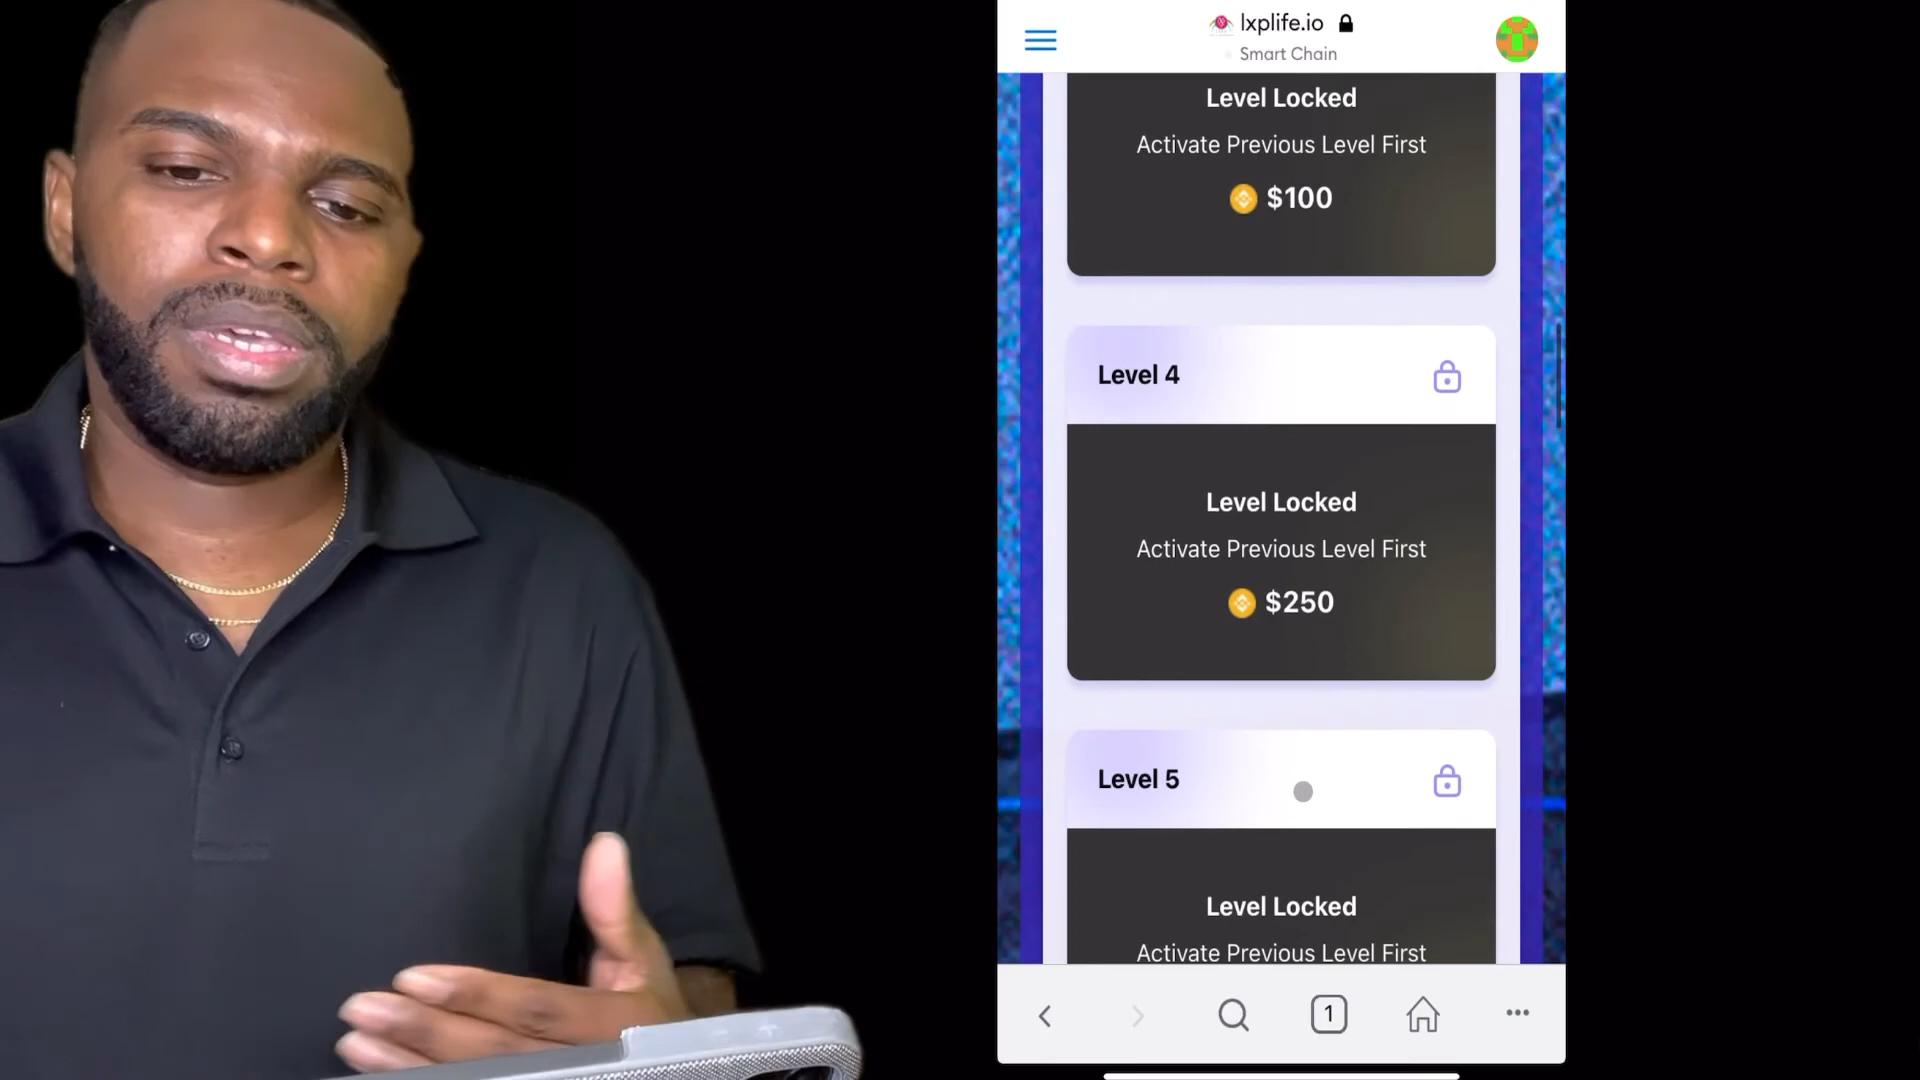 lxplife.io
Smart Chain
Level Locked
Activate Previous Level First
$100
Level 4
Level Locked
Activate Previous Level First
$250
Level 5
Level Locked
Activate Previous Level First
1